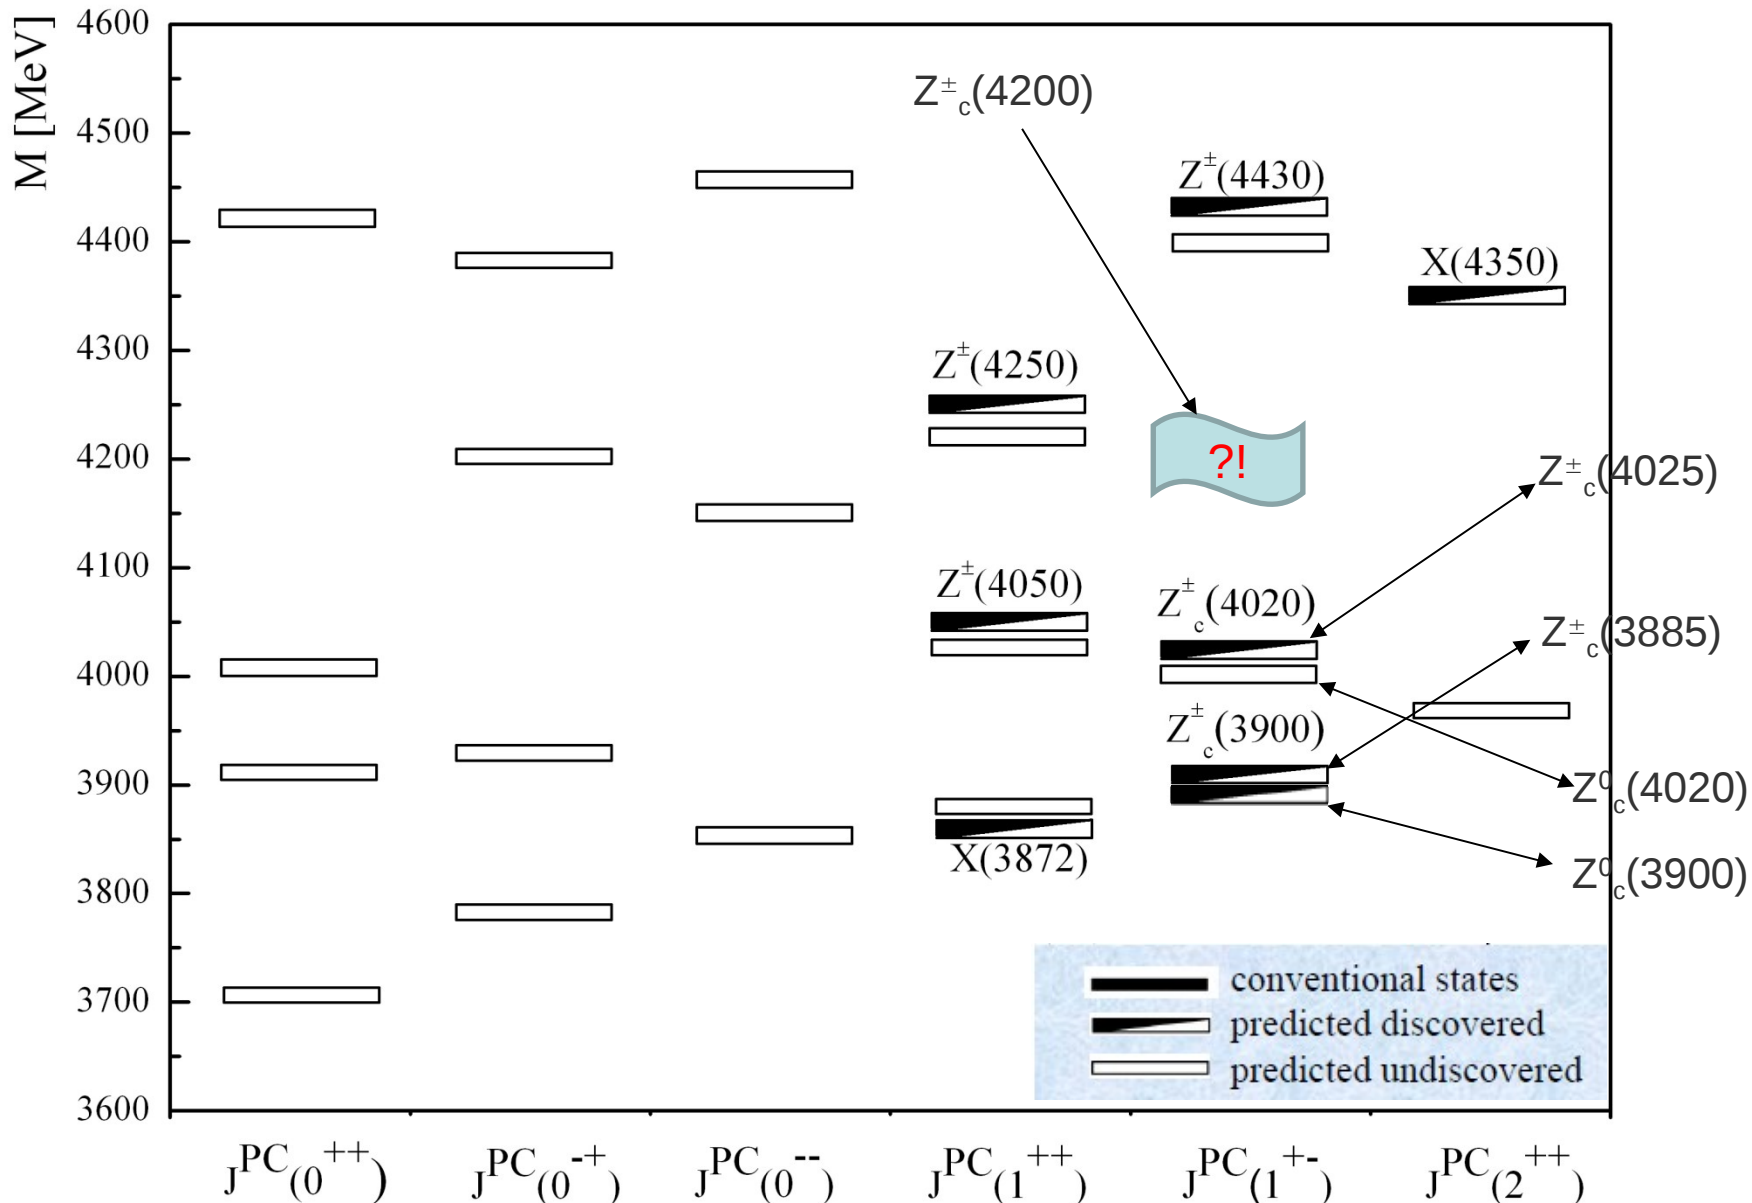 M [MeV]
4600
4500
4400
4300
4200
4100
4000
3900
3800
3700
3600
Z±c(4200)
Z±(4430)
X(4350)
Z±(4250)
?!
Z±c(4025)
Z±(4050)
Z±c(4020)
Z±c(3885)
Z±c(3900)
Z0c(4020)
X(3872)
Z0c(3900)
conventional states
predicted discovered
predicted undiscovered
JPC(0++) JPC(0-+) JPC(0--) JPC(1++) JPC(1+-) JPC(2++)